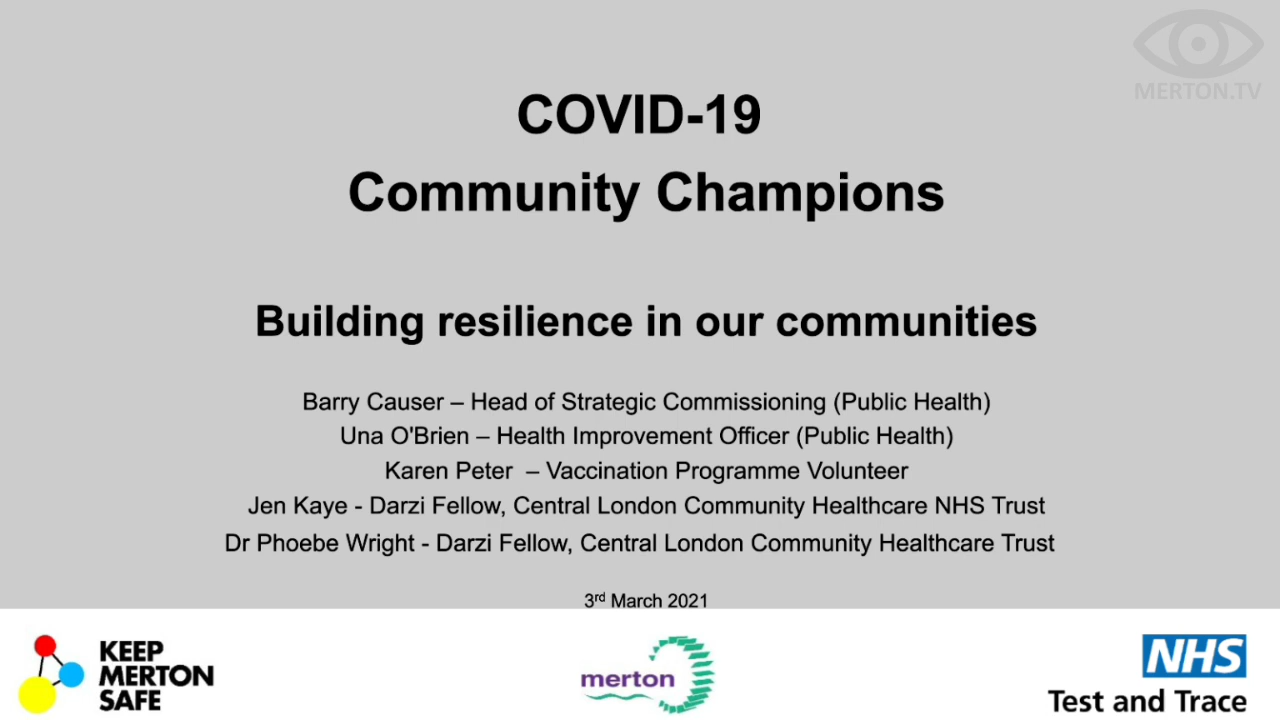 MERTON.TV
COVID-19
Community Champions
Building resilience in our communities
Barry Causer – Head of Strategic Commissioning (Public Health)
Una O'Brien – Health Improvement Officer (Public Health)
Karen Peter – Vaccination Programme Volunteer
Jen Kaye - Darzi Fellow, Central London Community Healthcare NHS Trust
Dr Phoebe Wright - Darzi Fellow, Central London Community Healthcare Trust
3rd March 2021
KEEP
MERTON
SAFE
merton
NHS
Test and Trace